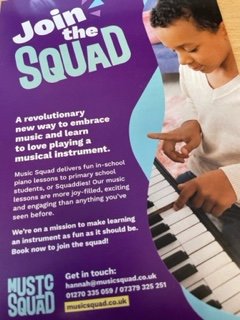 Join
the
SQUAD
A revolutionary
new way to embrace
music and learn
to love playing a
musical instrument.
Music Squad delivers fun in-school
piano lessons to primary school
students, or Squaddies! Our music
lessons are more joy-filled, exciting
and engaging than anything you've
seen before.
We're on a mission to make learning
an instrument as fun as it should be.
Book now to join the squad!
MUSIC
SQUAD
Get in touch:
hannah@musicsquad.co.uk
01270 335 059 / 07379 325 251
musicsquad.co.uk